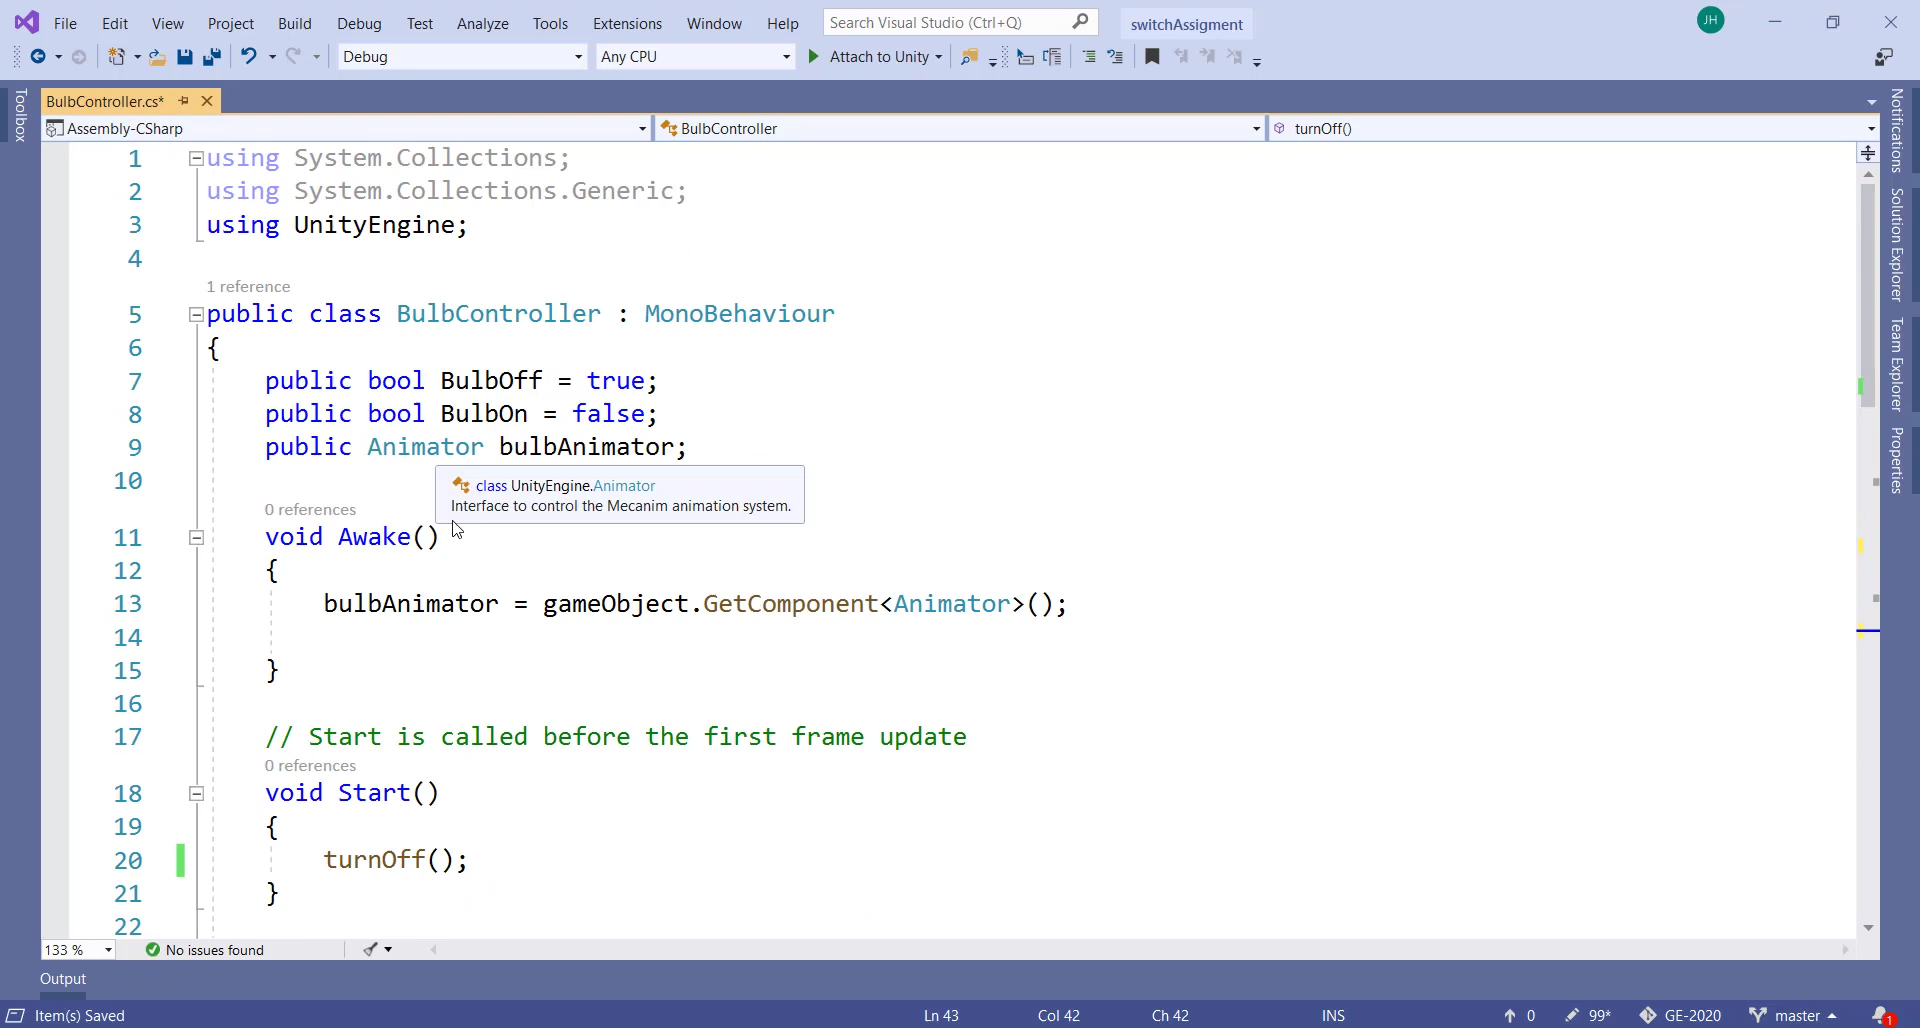 File Edit View Project Build Debug Test Analyze Tools Extensions Window Help Search Visual Studio (Ctrl+Q) switchAssigment JH
Debug Any CPU Attach to Unity
Toolbox
BulbController.cs*
Assembly-CSharp BulbController turnOff()
1 using System.Collections;
2 using System.Collections.Generic;
3 using UnityEngine;
4
1 reference
5 public class BulbController : MonoBehaviour
6 {
7 public bool BulbOff = true;
8 public bool BulbOn = false;
9 public Animator bulbAnimator;
10
class UnityEngine.Animator
Interface to control the Mecanim animation system.
0 references
11 void Awake()
12 {
13 bulbAnimator = gameObject.GetComponent<Animator>();
14
15 }
16
17 // Start is called before the first frame update
0 references
18 void Start()
19 {
20 turnOff();
21 }
22
Notifications
Solution Explorer
Team Explorer
Properties
133 % No issues found
Output
Item(s) Saved Ln 43 Col 42 Ch 42 INS 0 99* GE-2020 master 1